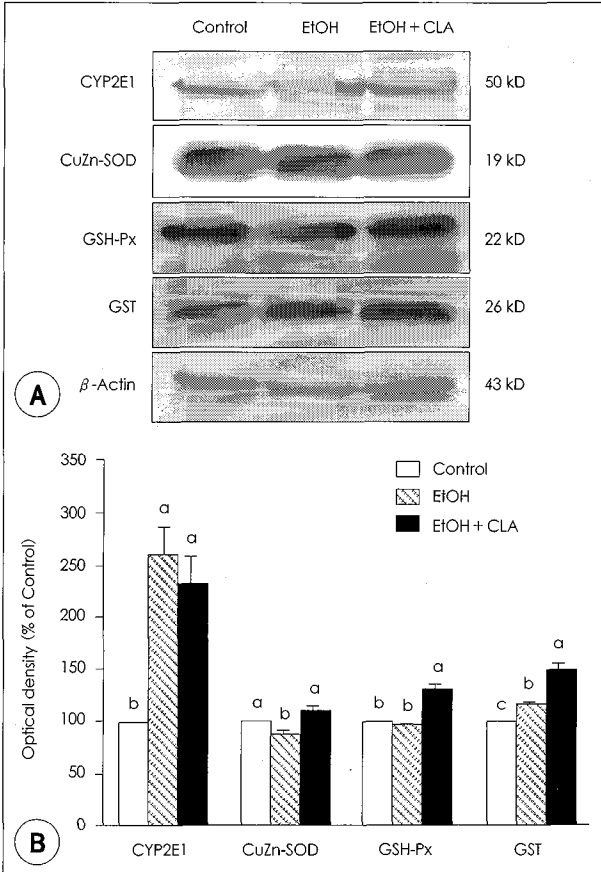 Control EtOH EtOH + CLA
CYP2E1 50 kD
CuZn-SOD 19 kD
GSH-Px 22 kD
GST 26 kD
β-Actin 43 kD
A
350
300
250
200
150
100
50
0
Optical density (% of Control)
Control
EtOH
EtOH + CLA
b a a
a b a
b b a
c b a
CYP2E1 CuZn-SOD GSH-Px GST
B